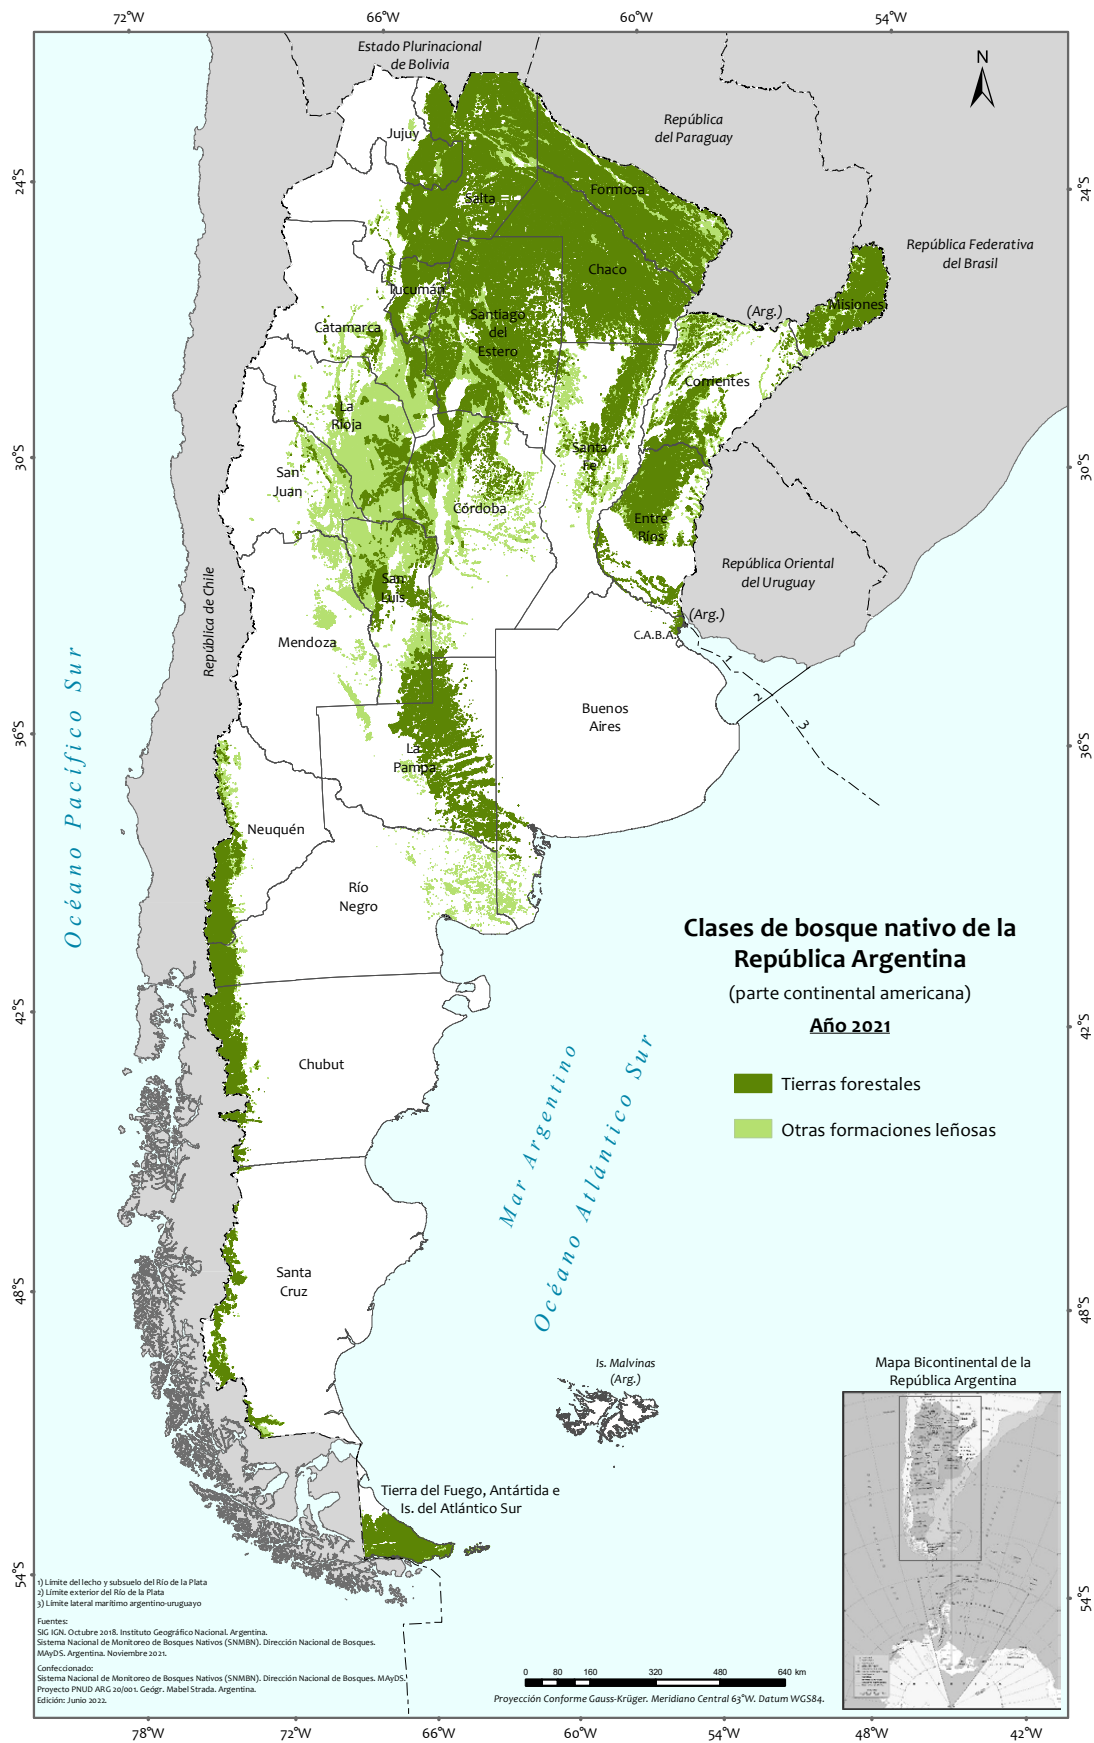 72°W
66°W
60°W
54°W
Estado Plurinacional
de Bolivia
N
República
del Paraguay
Jujuy
24°S
24°S
Salta
Formosa
República Federativa
del Brasil
Chaco
Tucumán
Misiones
(Arg.)
Santiago
del
Estero
Catamarca
Corrientes
La
Rioja
Santa
Fe
30°S
30°S
San
Juan
Córdoba
Entre
Ríos
República Oriental
del Uruguay
San
Luis
República de Chile
(Arg.)
C.A.B.A.
Mendoza
1
2
3
Océano Pacífico Sur
Buenos
Aires
36°S
36°S
La
Pampa
Neuquén
Río
Negro
Clases de bosque nativo de la
República Argentina
(parte continental americana)
Año 2021
42°S
42°S
Chubut
Tierras forestales
Otras formaciones leñosas
Mar Argentino
Océano Atlántico Sur
Santa
Cruz
48°S
48°S
Is. Malvinas
(Arg.)
Mapa Bicontinental de la
República Argentina
Tierra del Fuego, Antártida e
Is. del Atlántico Sur
54°S
54°S
1) Límite del lecho y subsuelo del Río de la Plata
2) Límite exterior del Río de la Plata
3) Límite lateral marítimo argentino-uruguayo
Fuentes:
SIG IGN. Octubre 2018. Instituto Geográfico Nacional. Argentina.
Sistema Nacional de Monitoreo de Bosques Nativos (SNMBN). Dirección Nacional de Bosques.
MAyDS. Argentina. Noviembre 2021.
Confeccionado:
Sistema Nacional de Monitoreo de Bosques Nativos (SNMBN). Dirección Nacional de Bosques. MAyDS.
Proyecto PNUD ARG 20/001. Geógr. Mabel Strada. Argentina.
Edición: Junio 2022.
0 80 160 320 480 640 km
Proyección Conforme Gauss-Krüger. Meridiano Central 63°W. Datum WGS84.
78°W
72°W
66°W
60°W
54°W
48°W
42°W